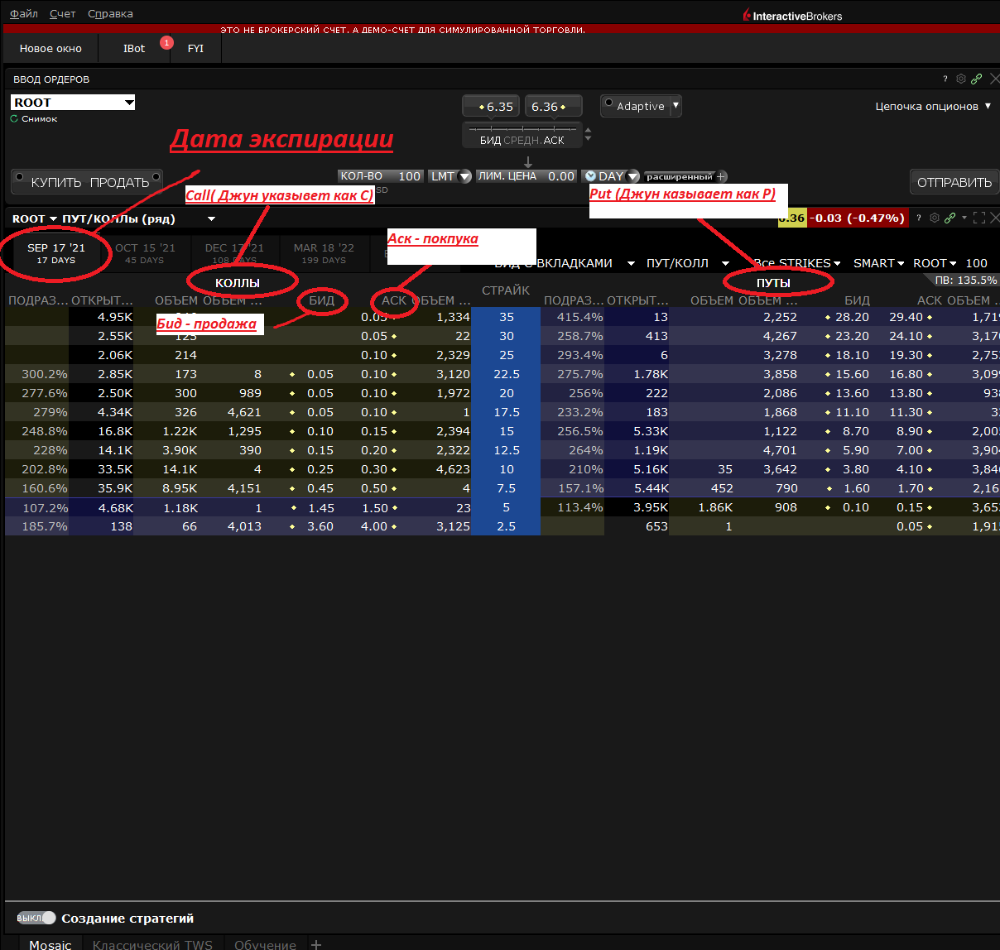 Файл Счет Справка
InteractiveBrokers
ЭТО НЕ БРОКЕРСКИЙ СЧЕТ, А ДЕМО-СЧЕТ ДЛЯ СИМУЛИРОВАННОЙ ТОРГОВЛИ.
Новое окно IBot 1 FYI
ВВОД ОРДЕРОВ ?
ROOT 6.35 6.36 Adaptive Цепочка опционов
Снимок
БИД СРЕДН. АСК
Дата экспирации
КУПИТЬ ПРОДАТЬ КОЛ-ВО 100 LMT ЛИМ. ЦЕНА 0.00 DAY расширенный + ОТПРАВИТЬ
SD
Call( Джун указывет как C) Put (Джун казывает как P)
ROOT ПУТ/КОЛЛы (ряд) .36 -0.03 (-0.47%) ?
Аск - покпука
SEP 17 '21 OCT 15 '21 DEC 17 '21 MAR 18 '22
17 DAYS 45 DAYS 108 DAYS 199 DAYS
ВКЛАДКАМИ ПУТ/КОЛЛ Все STRIKES SMART ROOT 100
КОЛЛЫ ПУТЫ ПВ: 135.5%
СТРАЙК
ПОДРАЗ... ОТКРЫТ... ОБЪЕМ ОБЪЕМ ... БИД АСК ОБЪЕМ ... ПОДРАЗ... ОТКРЫТ... ОБЪЕМ ОБЪЕМ ... БИД АСК ОБЪЕМ ...
4.95K 0.05 1,334 35 415.4% 13 2,252 28.20 29.40 1,719
Бид - продажа
2.55K 123 0.05 22 30 258.7% 413 4,267 23.20 24.10 3,170
2.06K 214 0.10 2,329 25 293.4% 6 3,278 18.10 19.30 2,75
300.2% 2.85K 173 8 0.05 0.10 3,120 22.5 275.7% 1.78K 3,858 15.60 16.80 3,09
277.6% 2.50K 300 989 0.05 0.10 1,972 20 256% 222 2,086 13.60 13.80 938
279% 4.34K 326 4,621 0.05 0.10 1 17.5 233.2% 183 1,868 11.10 11.30 3
248.8% 16.8K 1.22K 1,295 0.10 0.15 2,394 15 256.5% 5.33K 1,122 8.70 8.90 2,00
228% 14.1K 3.90K 390 0.15 0.20 2,322 12.5 264% 1.19K 4,701 5.90 7.00 3,904
202.8% 33.5K 14.1K 4 0.25 0.30 4,623 10 210% 5.16K 35 3,642 3.80 4.10 3,84
160.6% 35.9K 8.95K 4,151 0.45 0.50 4 7.5 157.1% 5.44K 452 790 1.60 1.70 2,16
107.2% 4.68K 1.18K 1 1.45 1.50 23 5 113.4% 3.95K 1.86K 908 0.10 0.15 3,65
185.7% 138 66 4,013 3.60 4.00 3,125 2.5 653 1 0.05 1,91
ВЫКЛ Создание стратегий
Mosaic Классический TWS Обучение +